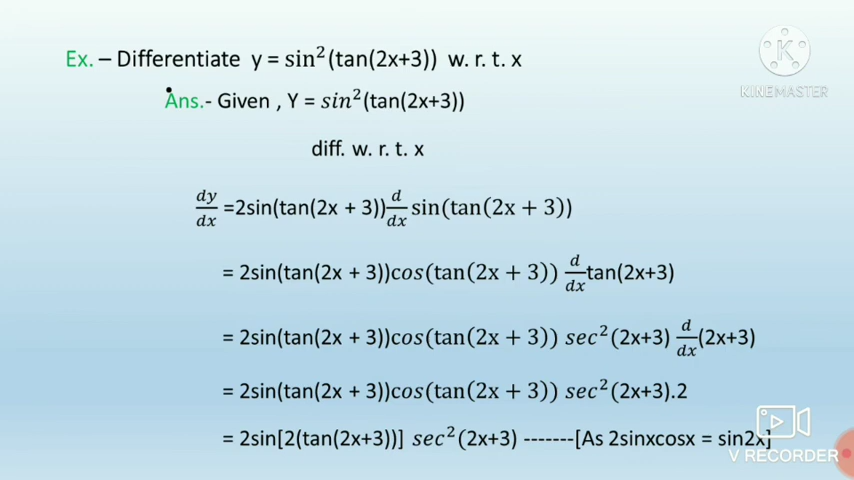 Ex. – Differentiate y = sin²(tan(2x+3)) w. r. t. x
K
KINEMASTER
Ans.- Given , Y = sin²(tan(2x+3))
diff. w. r. t. x
dy/dx =2sin(tan(2x + 3)) d/dx sin(tan(2x + 3))
= 2sin(tan(2x + 3))cos(tan(2x + 3)) d/dx tan(2x+3)
= 2sin(tan(2x + 3))cos(tan(2x + 3)) sec²(2x+3) d/dx (2x+3)
= 2sin(tan(2x + 3))cos(tan(2x + 3)) sec²(2x+3).2
= 2sin[2(tan(2x+3))] sec²(2x+3) -------[As 2sinxcosx = sin2x]
V RECORDER